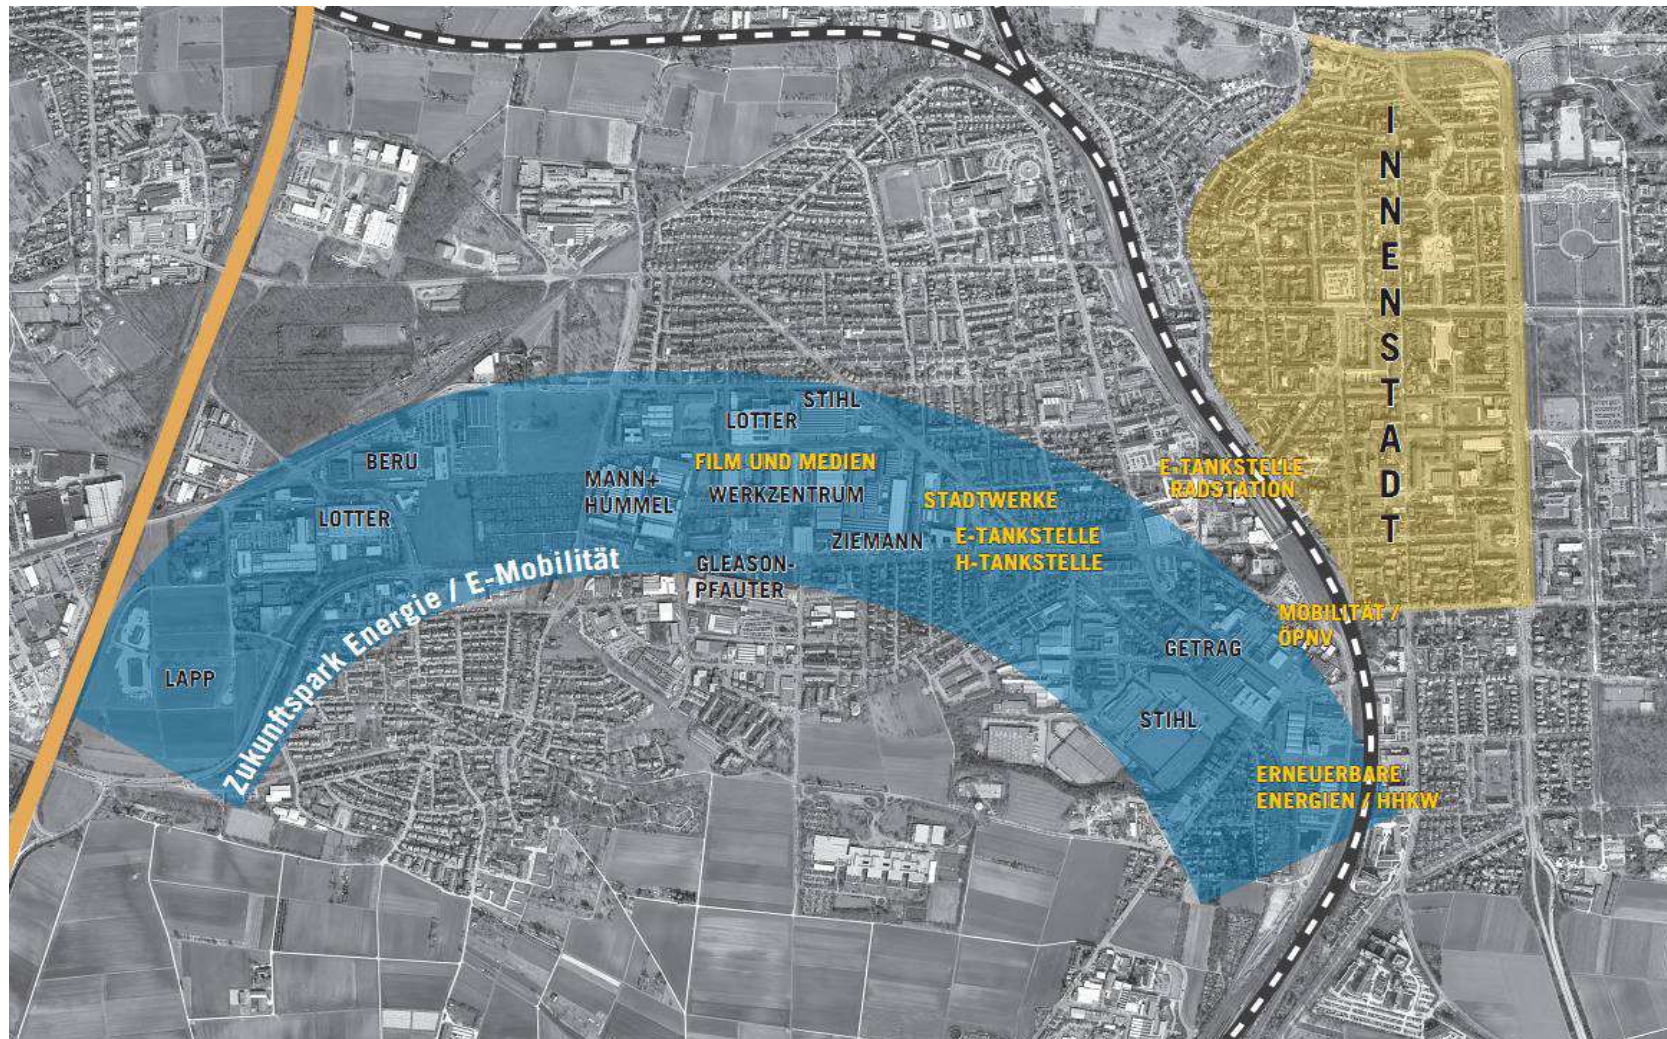 INNENSTADT
STIHL
LOTTER
BERU
FILM UND MEDIEN
MANN+
HUMMEL
WERKZENTRUM
STADTWERKE
E-TANKSTELLE
RADSTATION
LOTTER
ZIEMANN
E-TANKSTELLE
H-TANKSTELLE
GLEASON-
PFAUTER
Zukunftspark Energie / E-Mobilität
MOBILITÄT /
ÖPNV
GETRAG
LAPP
STIHL
ERNEUERBARE
ENERGIEN / HHKW